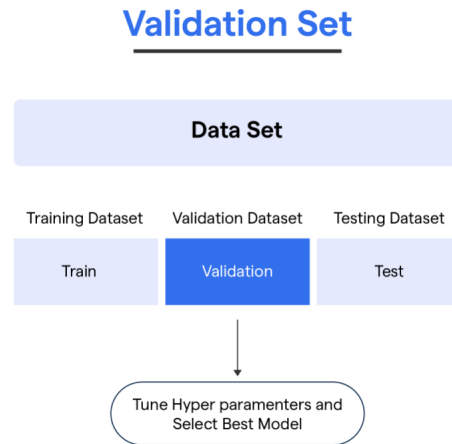 Validation Set
Data Set
Training Dataset Validation Dataset Testing Dataset
Train Validation Test
Tune Hyper paramenters and
Select Best Model